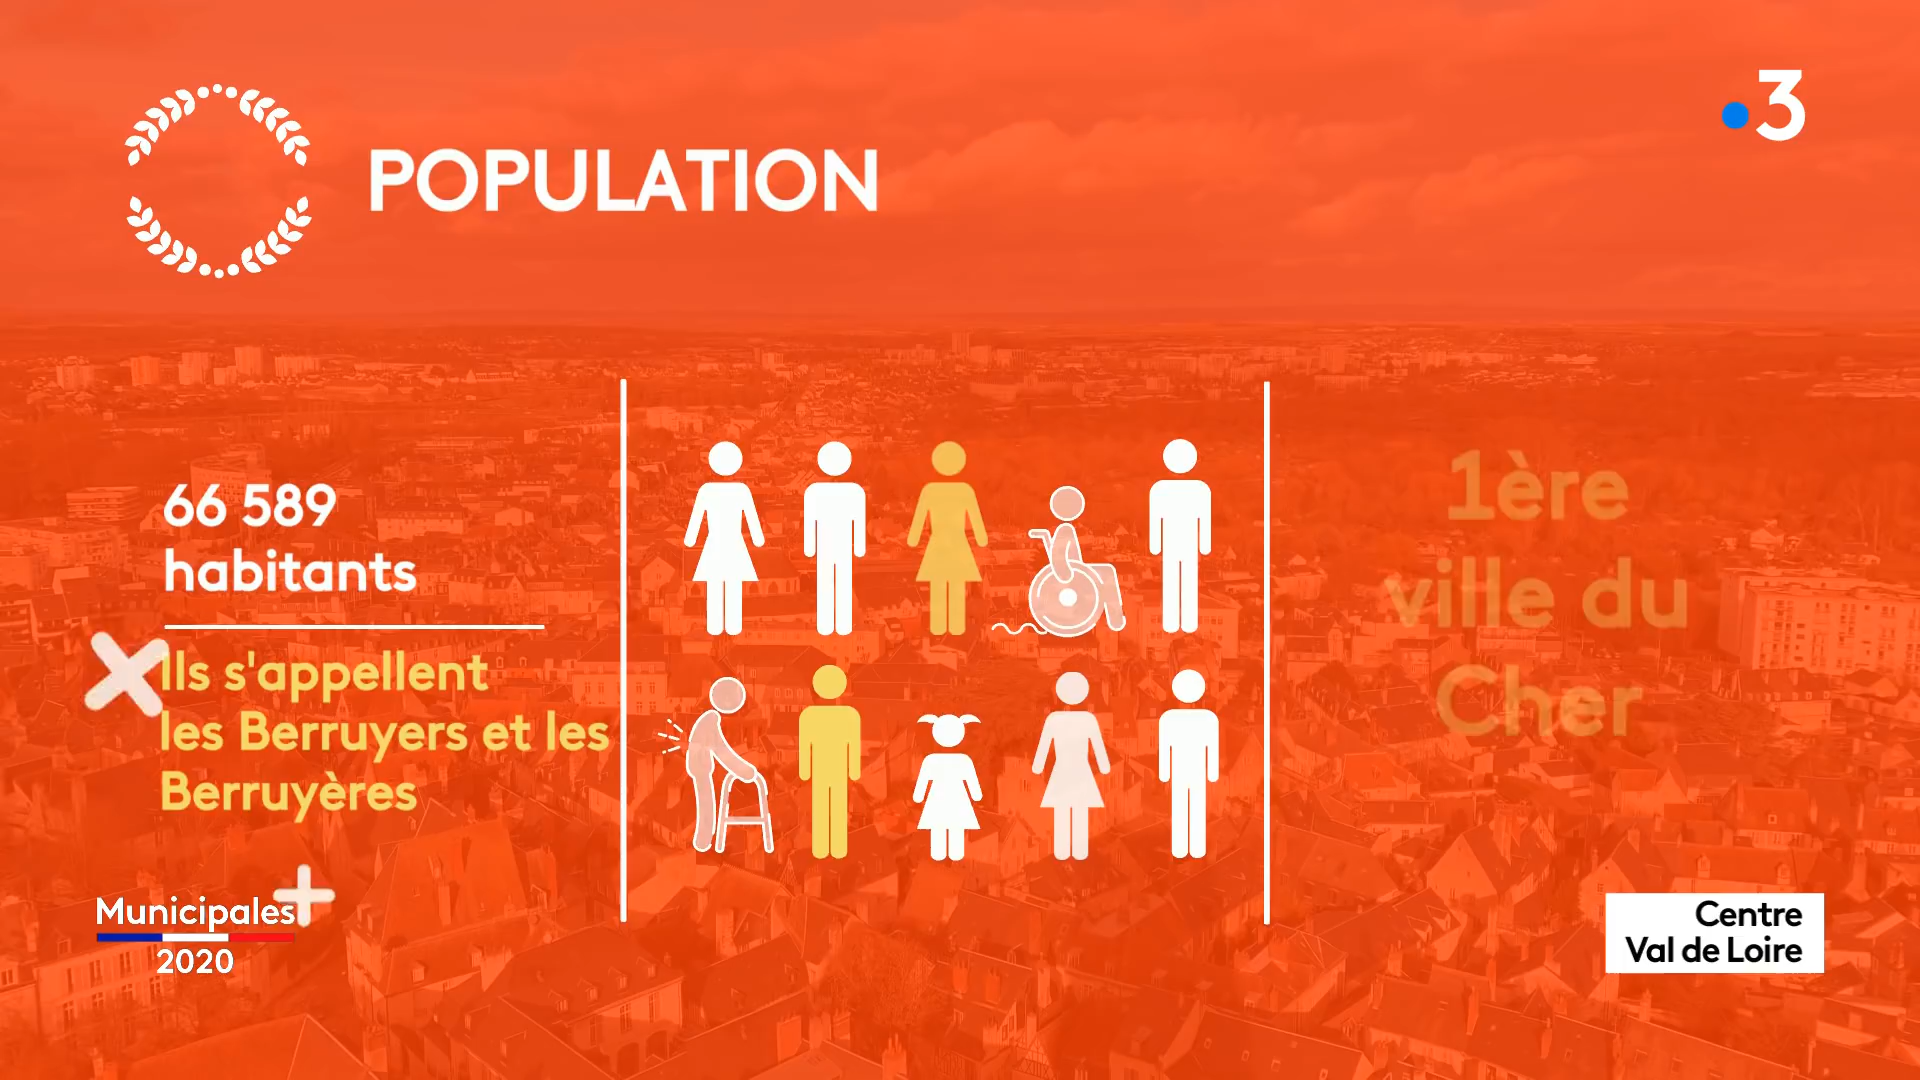 POPULATION
3
66 589
habitants
Ils s'appellent
les Berruyers et les
Berruyères
1ère
ville du
Cher
Municipales
2020
Centre
Val de Loire